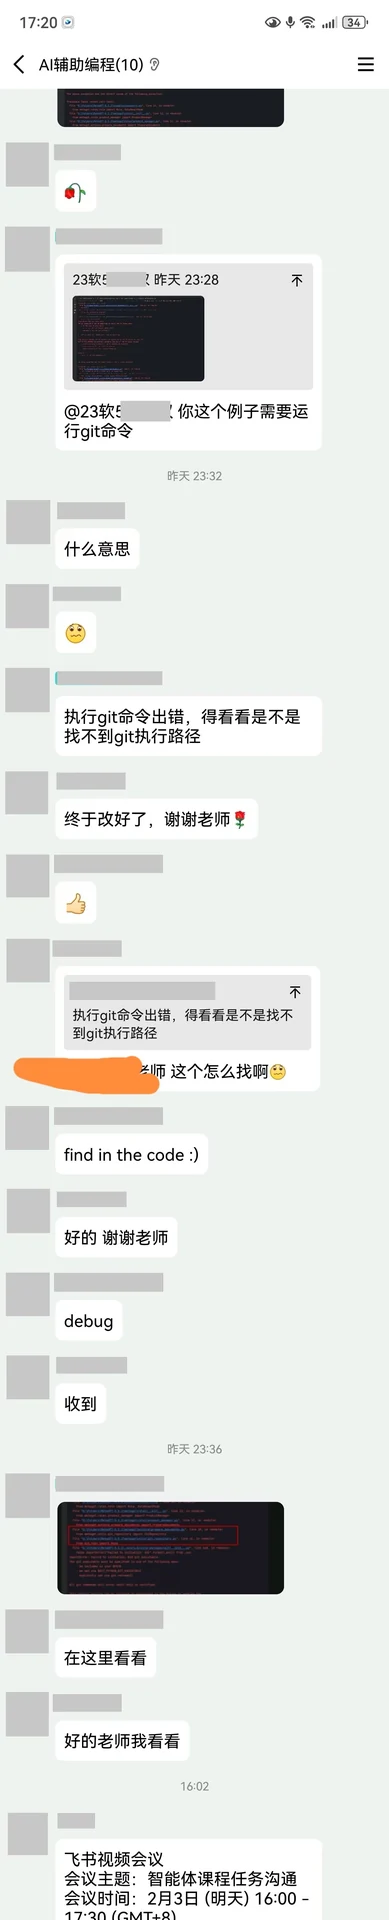 17:20
34
AI辅助编程(10)
23软5 昨天 23:28
@23软5 你这个例子需要运
行git命令
昨天 23:32
什么意思
执行git命令出错，得看看是不是
找不到git执行路径
终于改好了，谢谢老师
执行git命令出错，得看看是不是找不
到git执行路径
老师 这个怎么找啊
find in the code :)
好的 谢谢老师
debug
收到
昨天 23:36
在这里看看
好的老师我看看
16:02
飞书视频会议
会议主题：智能体课程任务沟通
会议时间：2月3日 (明天) 16:00 -
17:30 (GMT+8)